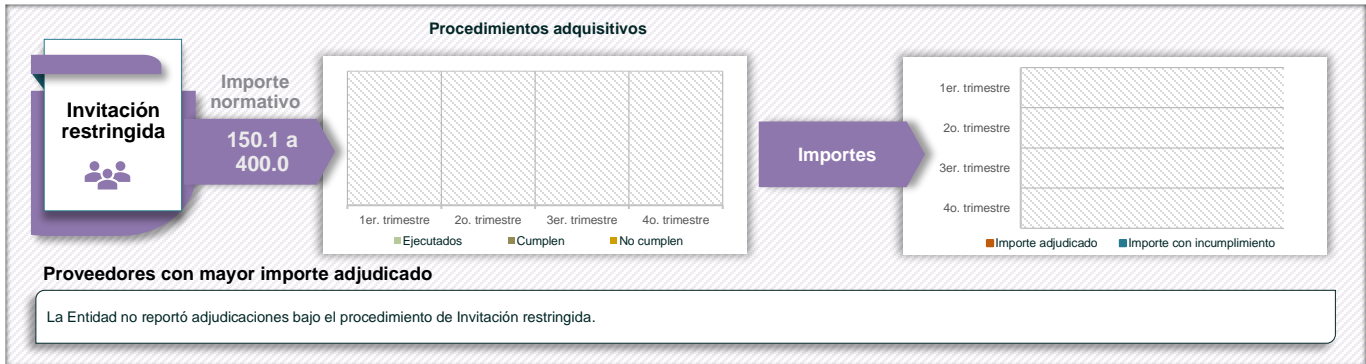 Procedimientos adquisitivos
Invitación
restringida
Importe
normativo
150.1 a
400.0
1er. trimestre 2o. trimestre 3er. trimestre 4o. trimestre
Ejecutados Cumplen No cumplen
Importes
1er. trimestre
2o. trimestre
3er. trimestre
4o. trimestre
Importe adjudicado Importe con incumplimiento
Proveedores con mayor importe adjudicado
La Entidad no reportó adjudicaciones bajo el procedimiento de Invitación restringida.